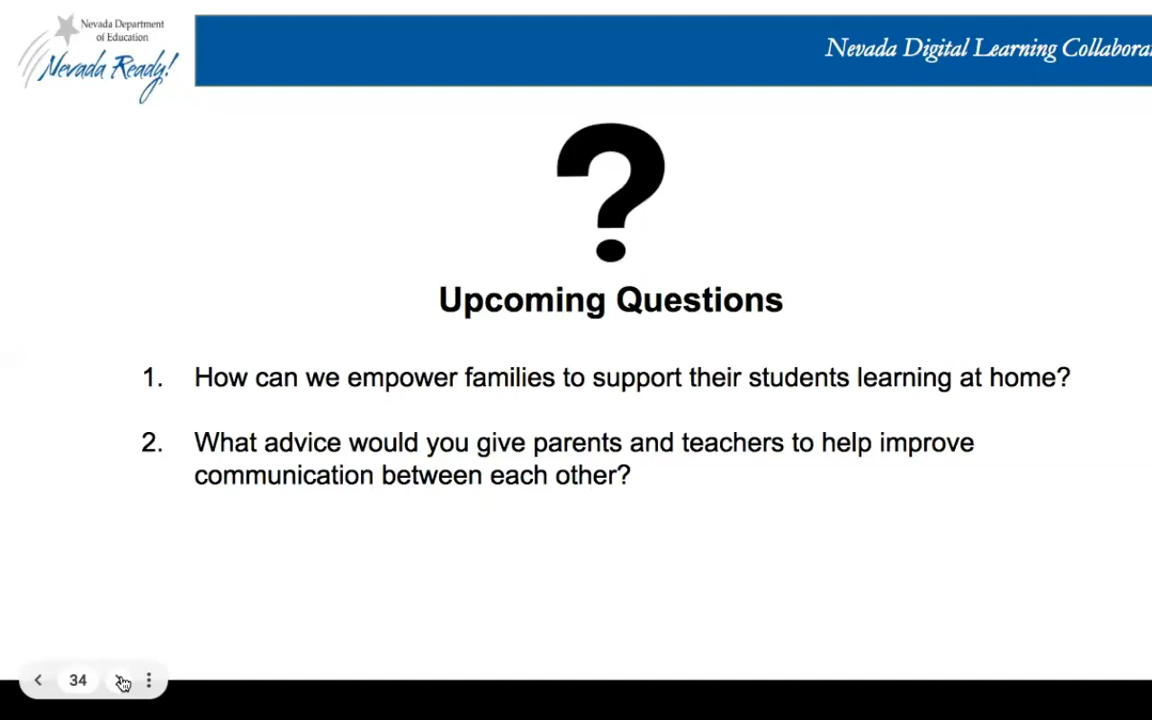 Nevada Department
of Education
Nevada Ready!
Nevada Digital Learning Collabora
?
Upcoming Questions
1. How can we empower families to support their students learning at home?
2. What advice would you give parents and teachers to help improve
communication between each other?
34